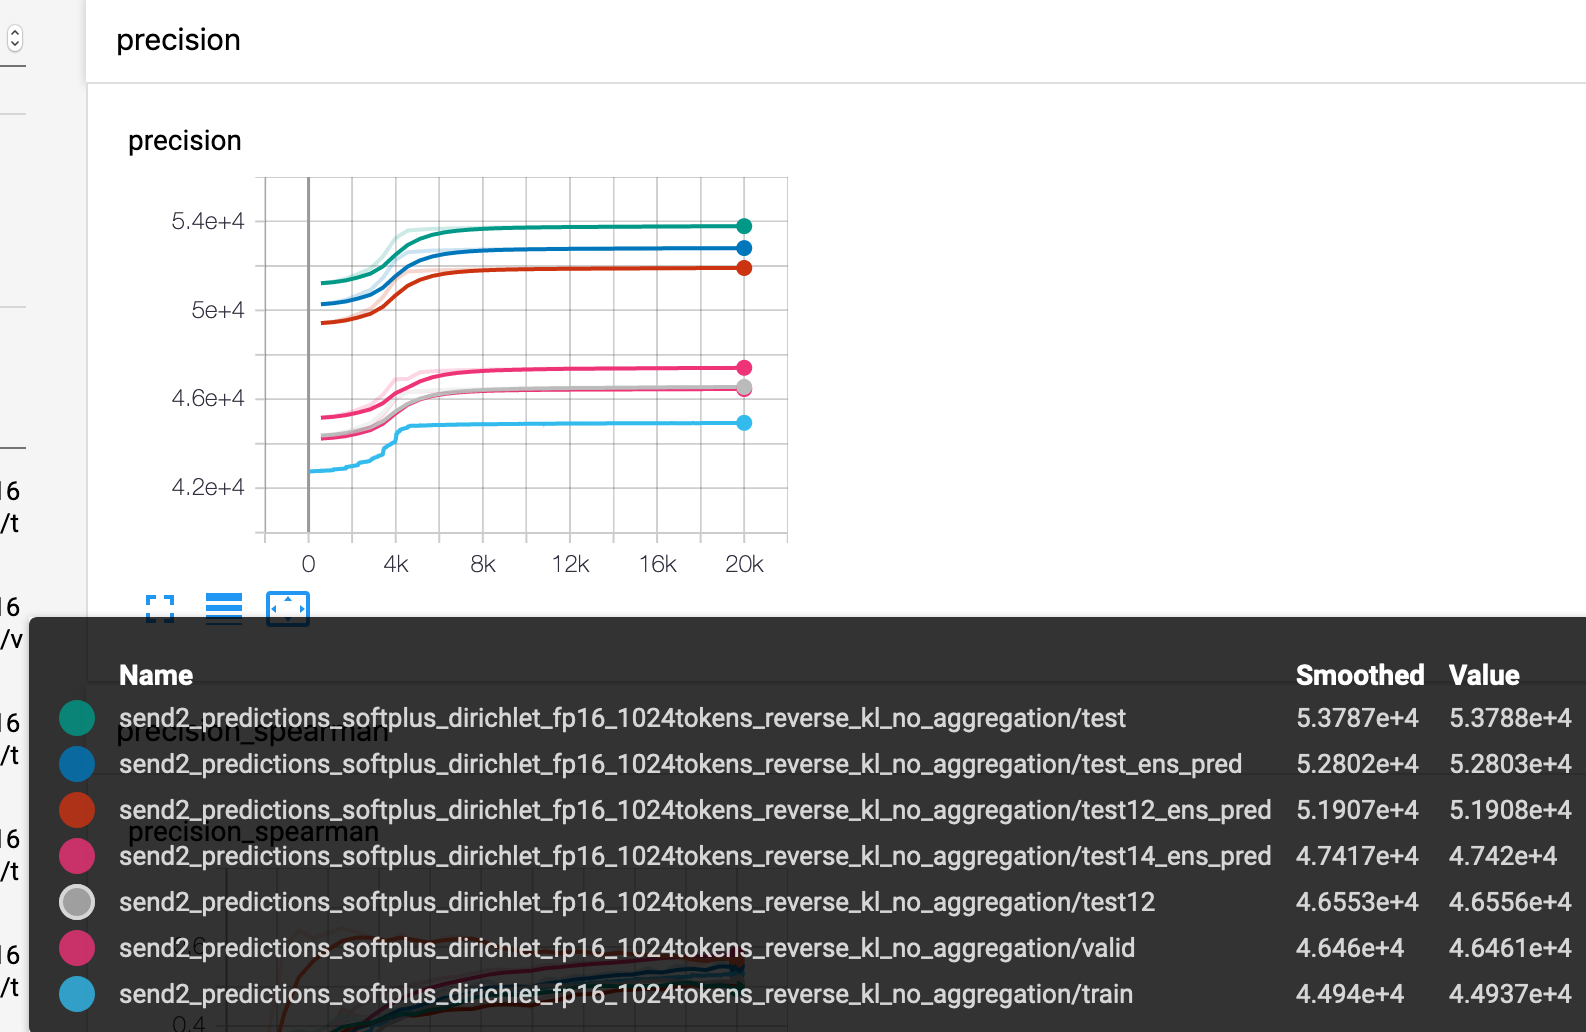 precision
precision
5.4e+4
5e+4
4.6e+4
4.2e+4
0 4k 8k 12k 16k 20k
16
/t
16
/v
16
/t
16
/t
16
/t
Name Smoothed Value
send2_predictions_softplus_dirichlet_fp16_1024tokens_reverse_kl_no_aggregation/test 5.3787e+4 5.3788e+4
precision_spearman
send2_predictions_softplus_dirichlet_fp16_1024tokens_reverse_kl_no_aggregation/test_ens_pred 5.2802e+4 5.2803e+4
send2_predictions_softplus_dirichlet_fp16_1024tokens_reverse_kl_no_aggregation/test12_ens_pred 5.1907e+4 5.1908e+4
precision_spearman
send2_predictions_softplus_dirichlet_fp16_1024tokens_reverse_kl_no_aggregation/test14_ens_pred 4.7417e+4 4.742e+4
send2_predictions_softplus_dirichlet_fp16_1024tokens_reverse_kl_no_aggregation/test12 4.6553e+4 4.6556e+4
send2_predictions_softplus_dirichlet_fp16_1024tokens_reverse_kl_no_aggregation/valid 4.646e+4 4.6461e+4
send2_predictions_softplus_dirichlet_fp16_1024tokens_reverse_kl_no_aggregation/train 4.494e+4 4.4937e+4
0.4